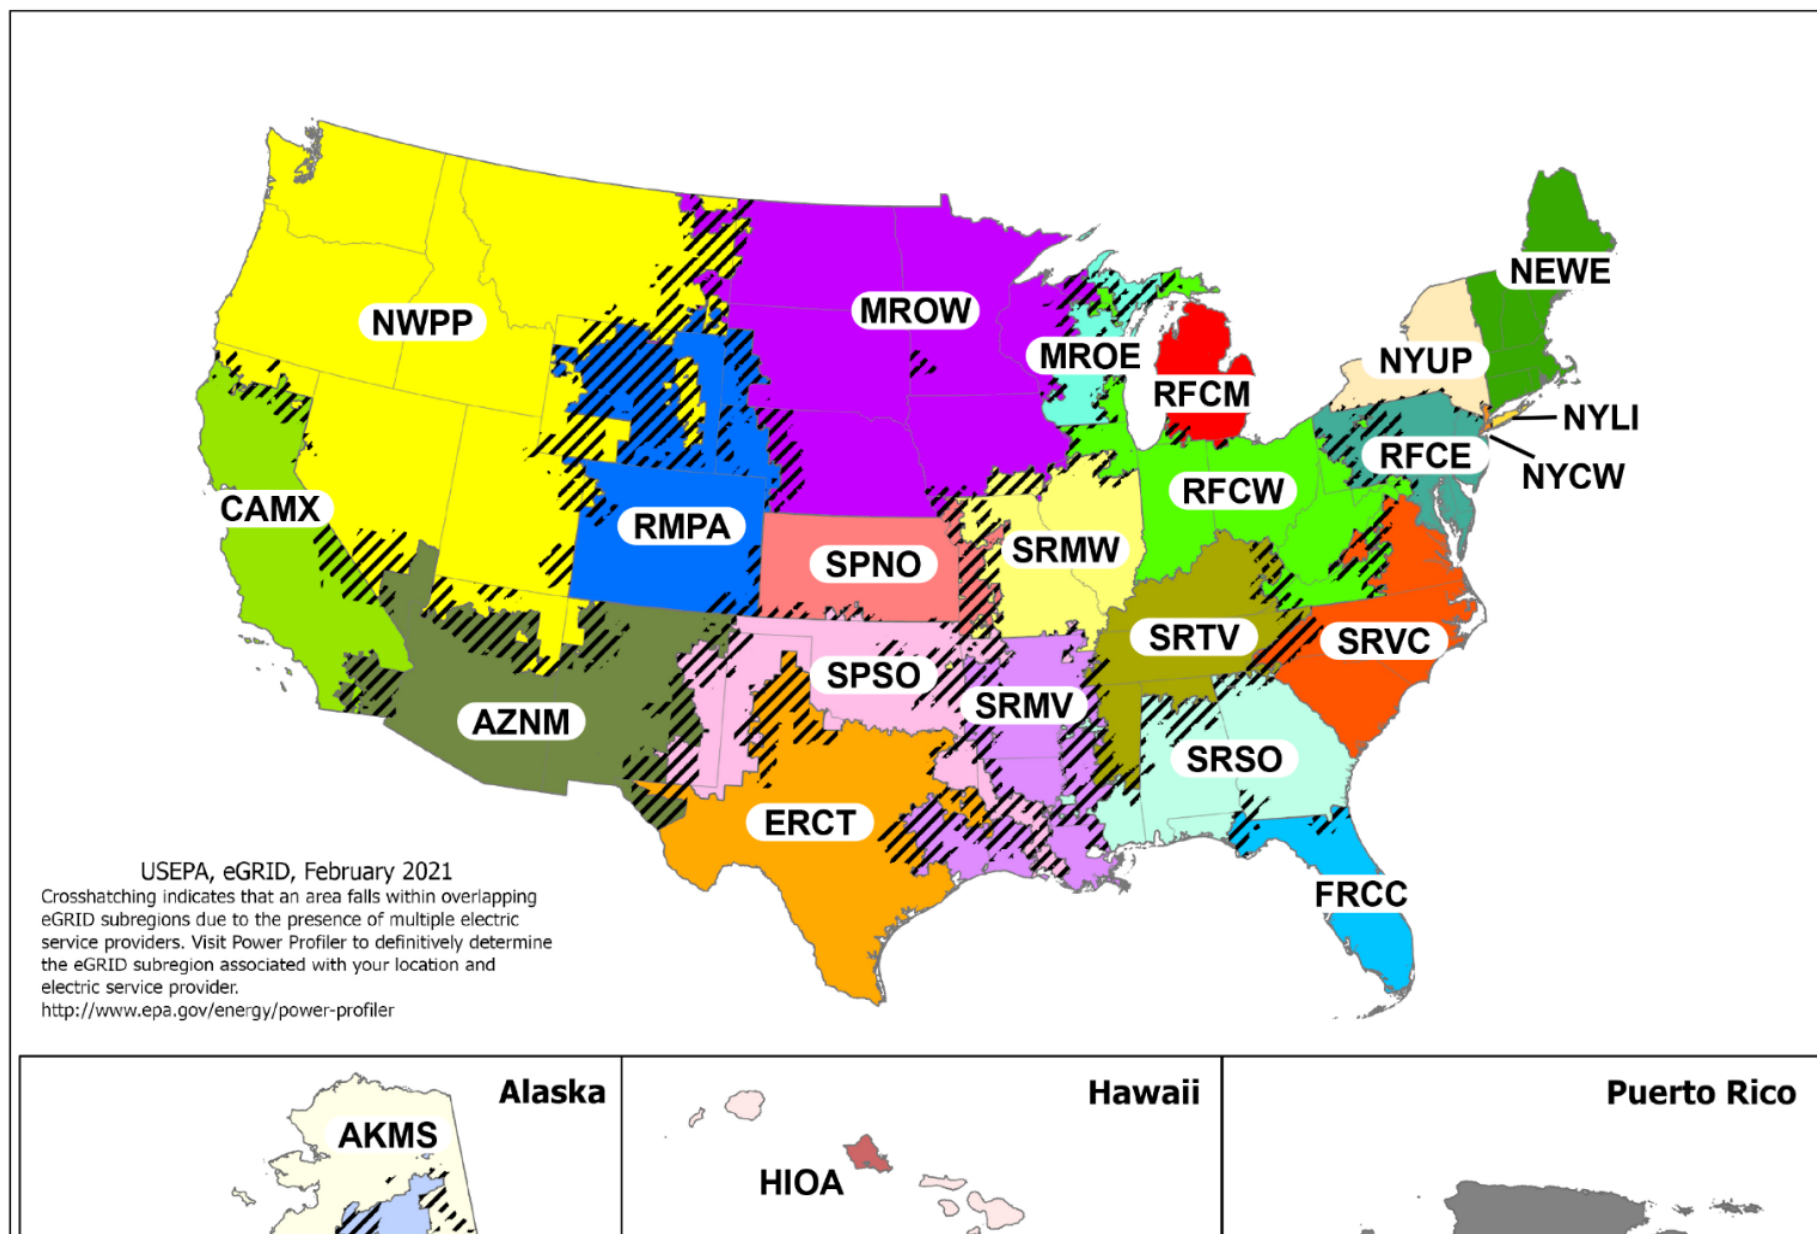 NEWE
NWPP
MROW
MROE
NYUP
RFCM
NYLI
RFCE
NYCW
RFCW
CAMX
RMPA
SRMW
SPNO
SRTV
SRVC
SPSO
SRMV
AZNM
SRSO
ERCT
FRCC
USEPA, eGRID, February 2021
Crosshatching indicates that an area falls within overlapping
eGRID subregions due to the presence of multiple electric
service providers. Visit Power Profiler to definitively determine
the eGRID subregion associated with your location and
electric service provider.
http://www.epa.gov/energy/power-profiler
Alaska
AKMS
Hawaii
HIOA
Puerto Rico